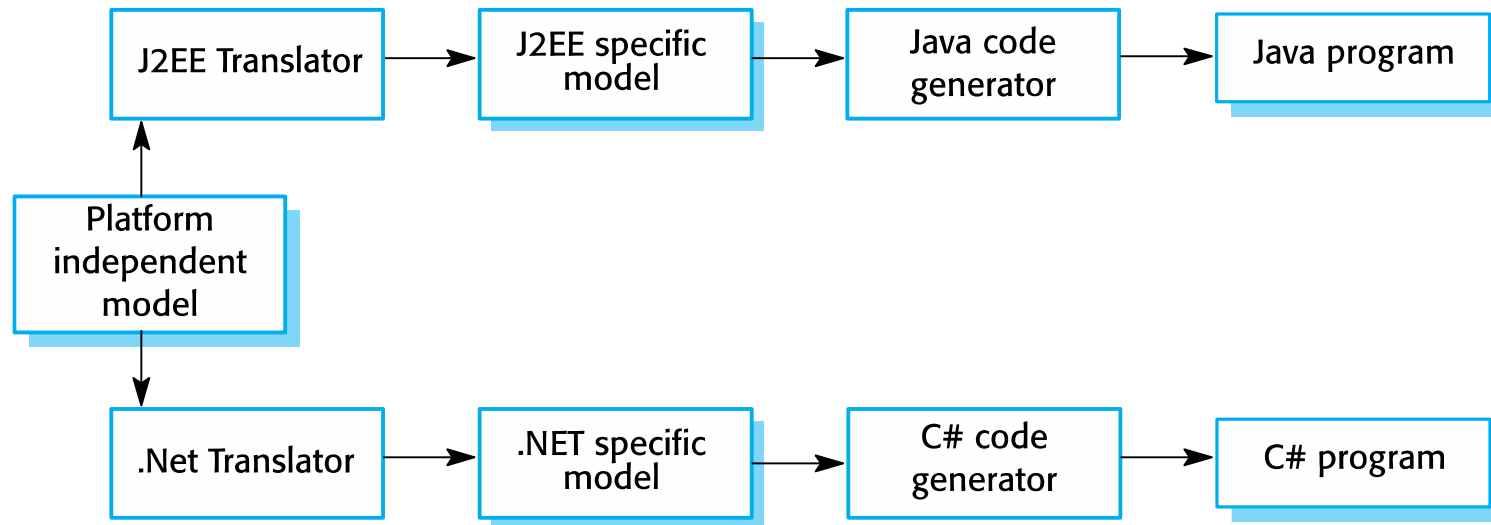 J2EE Translator
J2EE specific
model
Java code
generator
Java program
Platform
independent
model
.Net Translator
.NET specific
model
C# code
generator
C# program